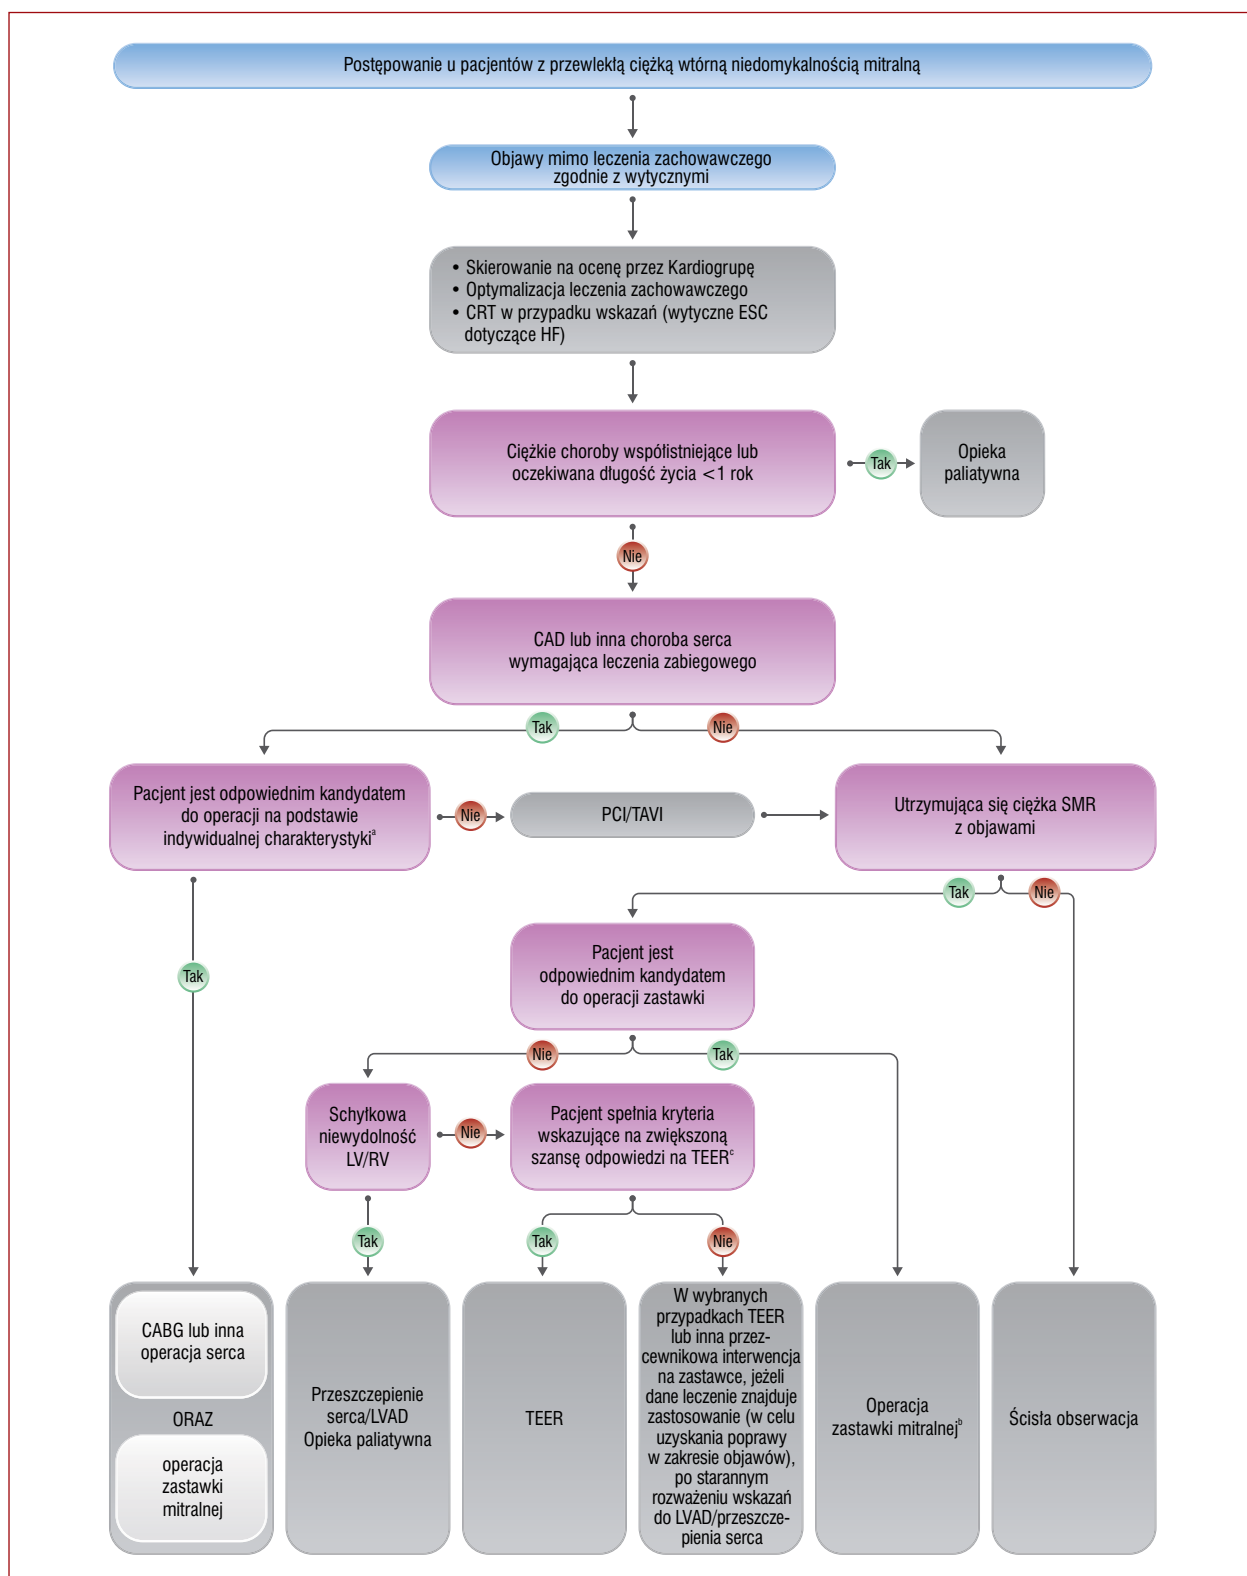 Postępowanie u pacjentów z przewlekłą ciężką wtórną niedomykalnością mitralną
Objawy mimo leczenia zachowawczego
zgodnie z wytycznymi
• Skierowanie na ocenę przez Kardiogrupę
• Optymalizacja leczenia zachowawczego
• CRT w przypadku wskazań (wytyczne ESC
dotyczące HF)
Ciężkie choroby współistniejące lub
oczekiwana długość życia <1 rok
Tak
Opieka
paliatywna
Nie
CAD lub inna choroba serca
wymagająca leczenia zabiegowego
Tak
Nie
Pacjent jest odpowiednim kandydatem
do operacji na podstawie
indywidualnej charakterystykiᵃ
Nie
PCI/TAVI
Utrzymująca się ciężka SMR
z objawami
Tak
Nie
Tak
Pacjent jest
odpowiednim kandydatem
do operacji zastawki
Nie
Tak
Schyłkowa
niewydolność
LV/RV
Nie
Pacjent spełnia kryteria
wskazujące na zwiększoną
szansę odpowiedzi na TEERᶜ
Tak
Tak
Nie
CABG lub inna
operacja serca
ORAZ
operacja
zastawki
mitralnej
Przeszczepienie
serca/LVAD
Opieka paliatywna
TEER
W wybranych
przypadkach TEER
lub inna przez-
cewnikowa interwencja
na zastawce, jeżeli
dane leczenie znajduje
zastosowanie (w celu
uzyskania poprawy
w zakresie objawów),
po starannym
rozważeniu wskazań
do LVAD/przeszcze-
pienia serca
Operacja
zastawki mitralnejᵇ
Ścisła obserwacja